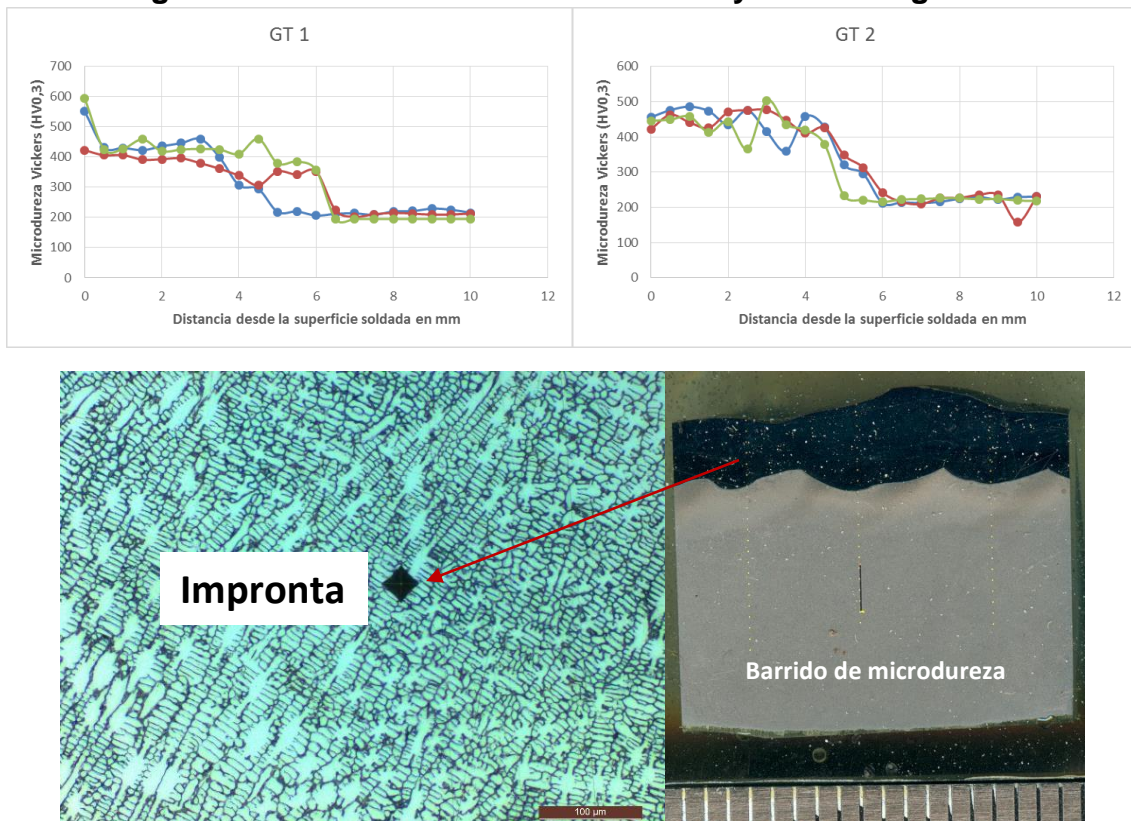 GT 1
Microdureza Vickers (HV0,3)
700
600
500
400
300
200
100
0
0 2 4 6 8 10 12
Distancia desde la superficie soldada en mm
GT 2
Microdureza Vickers (HV0,3)
600
500
400
300
200
100
0
0 2 4 6 8 10 12
Distancia desde la superficie soldada en mm
Impronta
100 µm
Barrido de microdureza